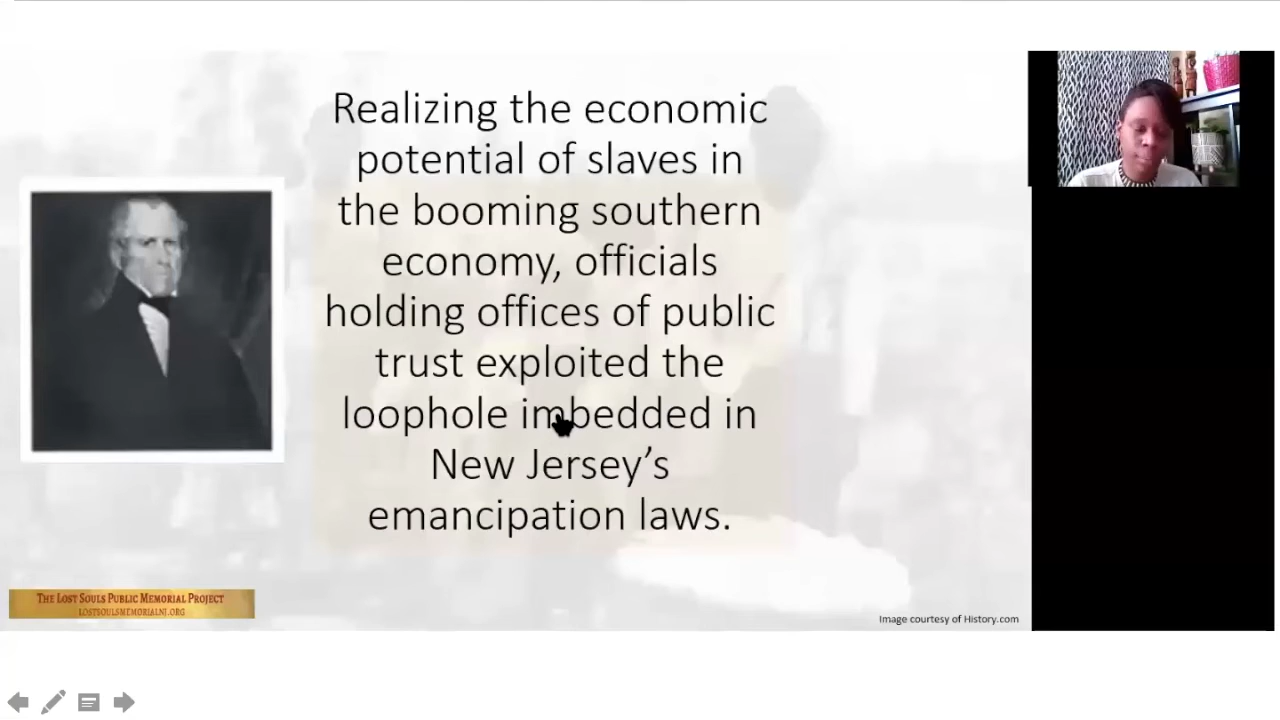 Realizing the economic
potential of slaves in
the booming southern
economy, officials
holding offices of public
trust exploited the
loophole imbedded in
New Jersey’s
emancipation laws.
THE LOST SOULS PUBLIC MEMORIAL PROJECT
LOSTSOULSMEMORIALNJ.ORG
Image courtesy of History.com